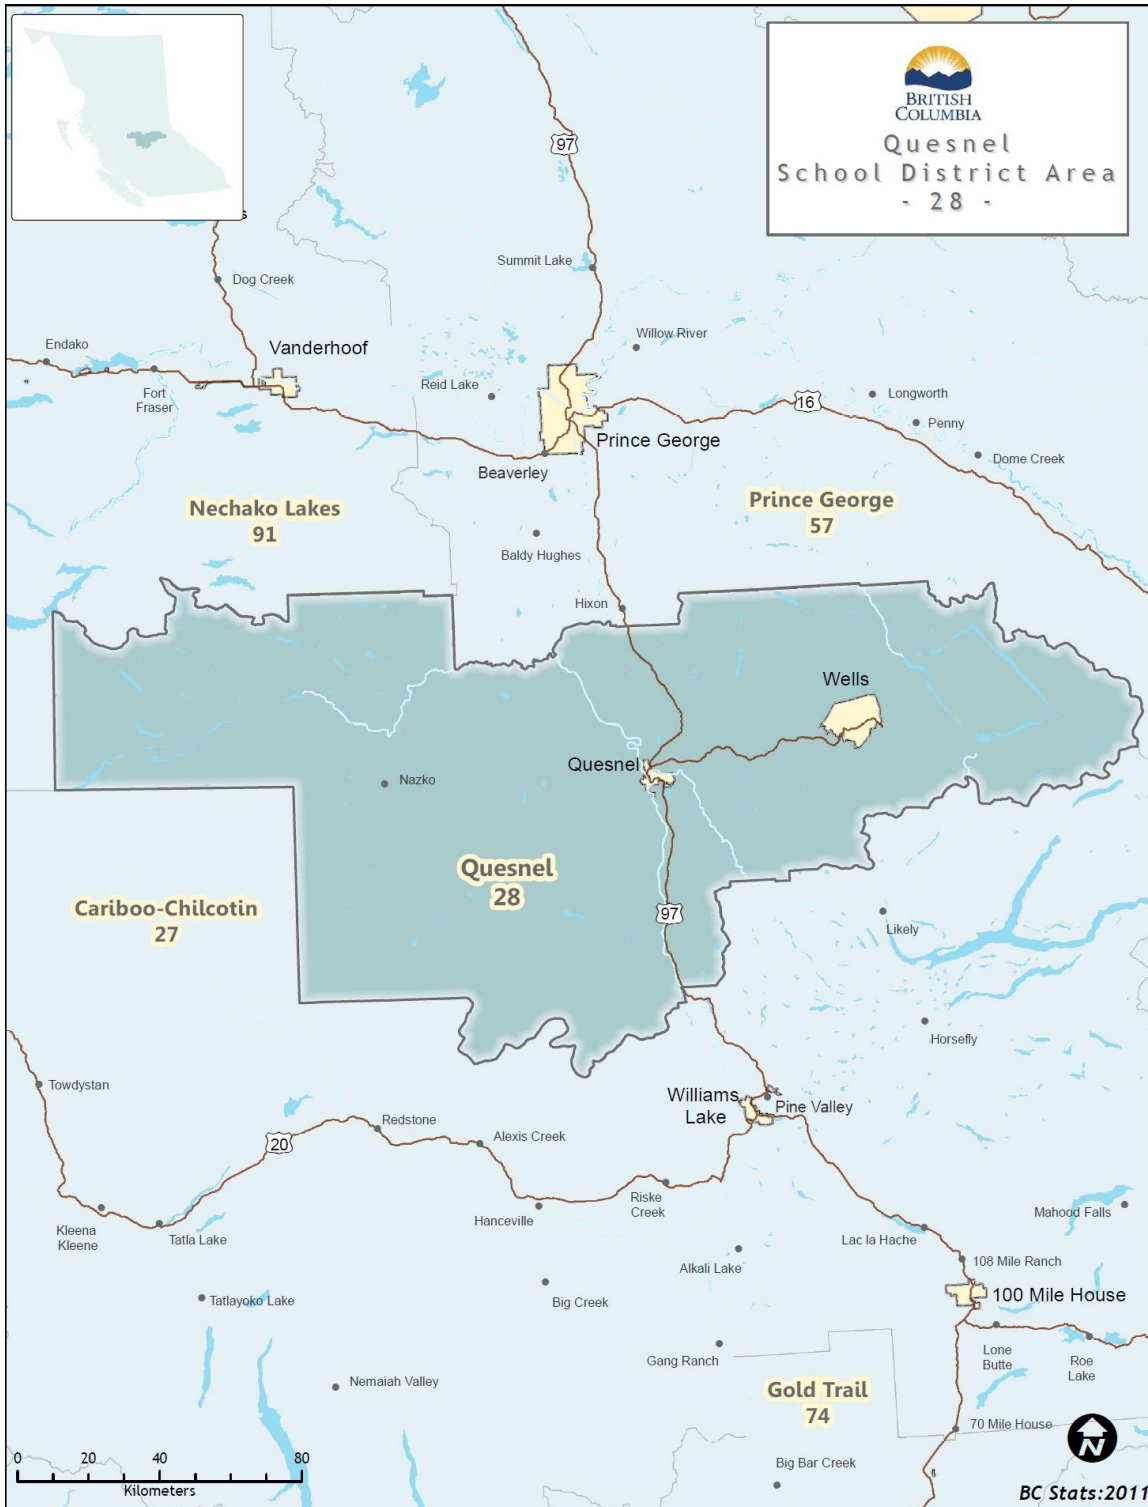 BRITISH
COLUMBIA
Quesnel
School District Area
- 28 -
97
Summit Lake
Dog Creek
Willow River
Endako
Vanderhoof
Fort
Fraser
Reid Lake
16
Longworth
Penny
Prince George
Dome Creek
Beaverley
Nechako Lakes
91
Prince George
57
Baldy Hughes
Hixon
Wells
Quesnel
Nazko
Quesnel
28
Cariboo-Chilcotin
27
97
Likely
Horsefly
Towdystan
Williams
Lake
Pine Valley
Redstone
20
Alexis Creek
Riske
Creek
Hanceville
Kleena
Kleene
Tatla Lake
Mahood Falls
Lac la Hache
Alkali Lake
108 Mile Ranch
100 Mile House
Tatlayoko Lake
Big Creek
Lone
Butte
Roe
Lake
Gang Ranch
Nemaiah Valley
Gold Trail
74
70 Mile House
N
0 20 40 80
Kilometers
Big Bar Creek
BC Stats:2011